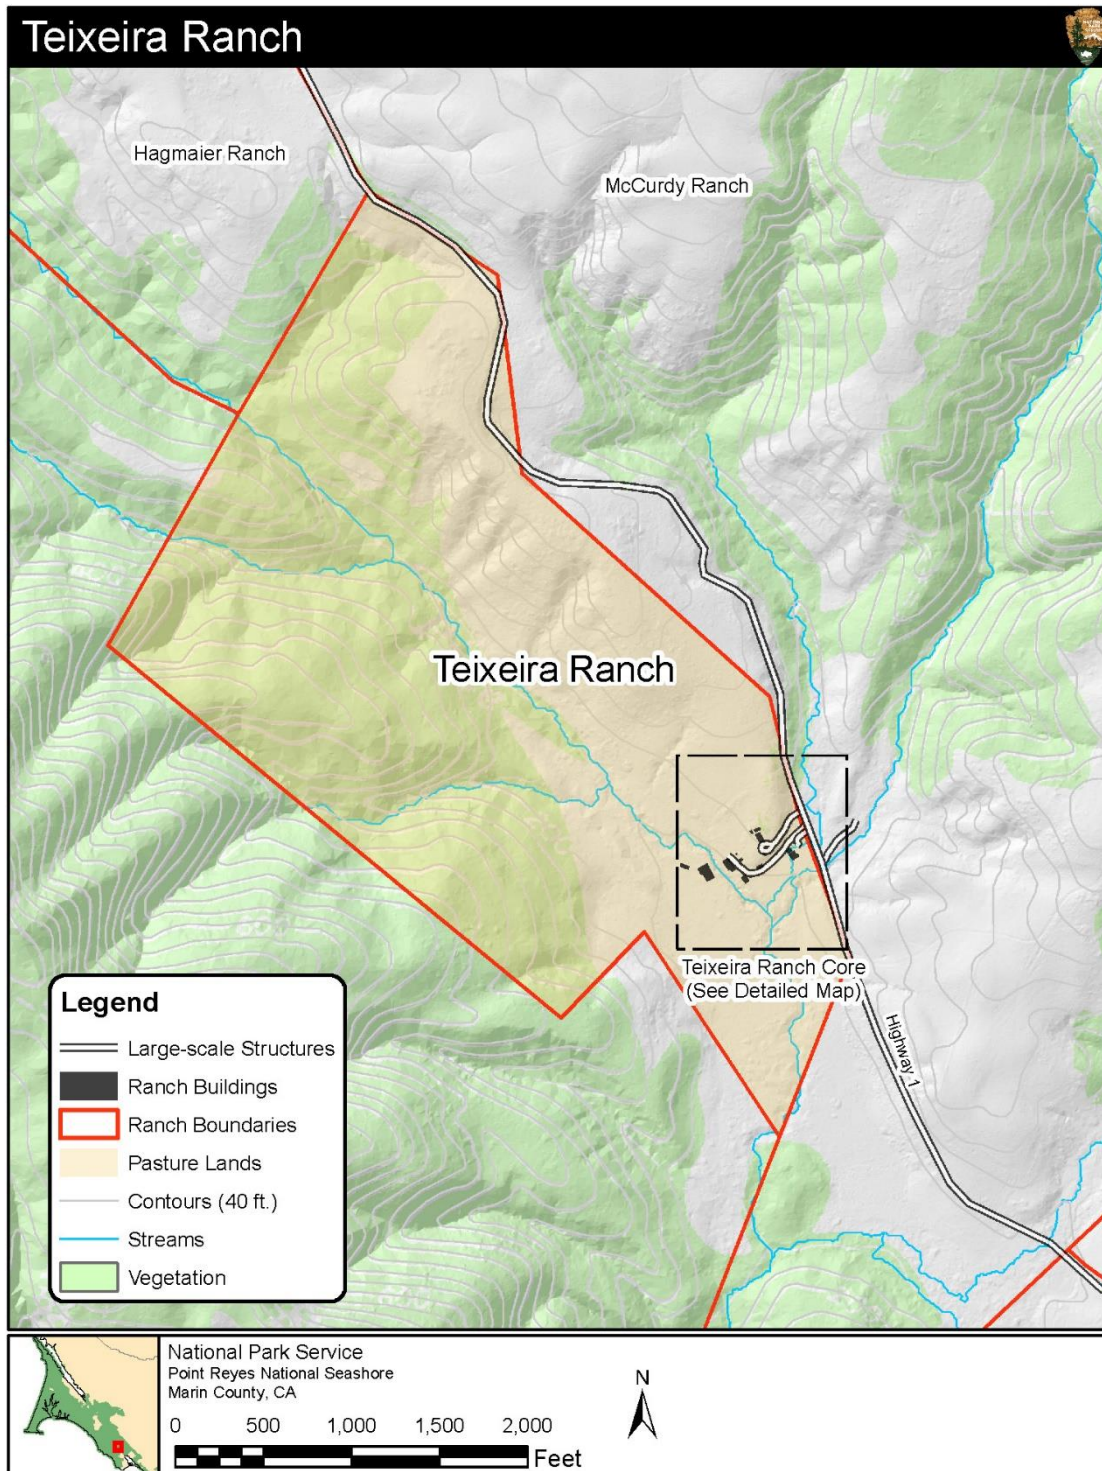 Teixeira Ranch
Hagmaier Ranch
McCurdy Ranch
Teixeira Ranch
Teixeira Ranch Core
(See Detailed Map)
Highway 1
Legend
Large-scale Structures
Ranch Buildings
Ranch Boundaries
Pasture Lands
Contours (40 ft.)
Streams
Vegetation
National Park Service
Point Reyes National Seashore
Marin County, CA
N
0 500 1,000 1,500 2,000
Feet